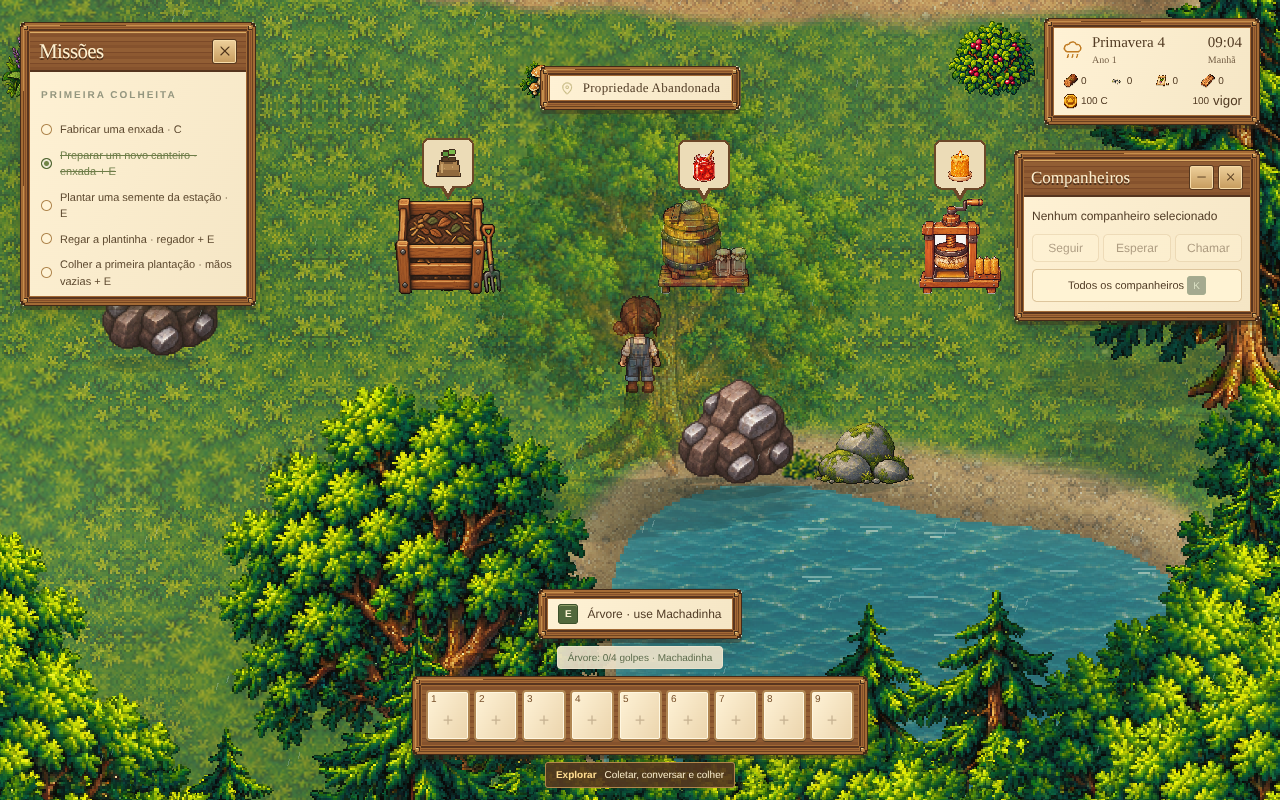 Missões
PRIMEIRA COLHEITA
Fabricar uma enxada · C
Preparar um novo canteiro ·
enxada + E
Plantar uma semente da estação ·
E
Regar a plantinha · regador + E
Colher a primeira plantação · mãos
vazias + E
Propriedade Abandonada
Primavera 4 09:04
Ano 1 Manhã
0 0 0 0
100 C 100 vigor
Companheiros
Nenhum companheiro selecionado
Seguir Esperar Chamar
Todos os companheiros K
E Árvore · use Machadinha
Árvore: 0/4 golpes · Machadinha
1 2 3 4 5 6 7 8 9
Explorar Coletar, conversar e colher